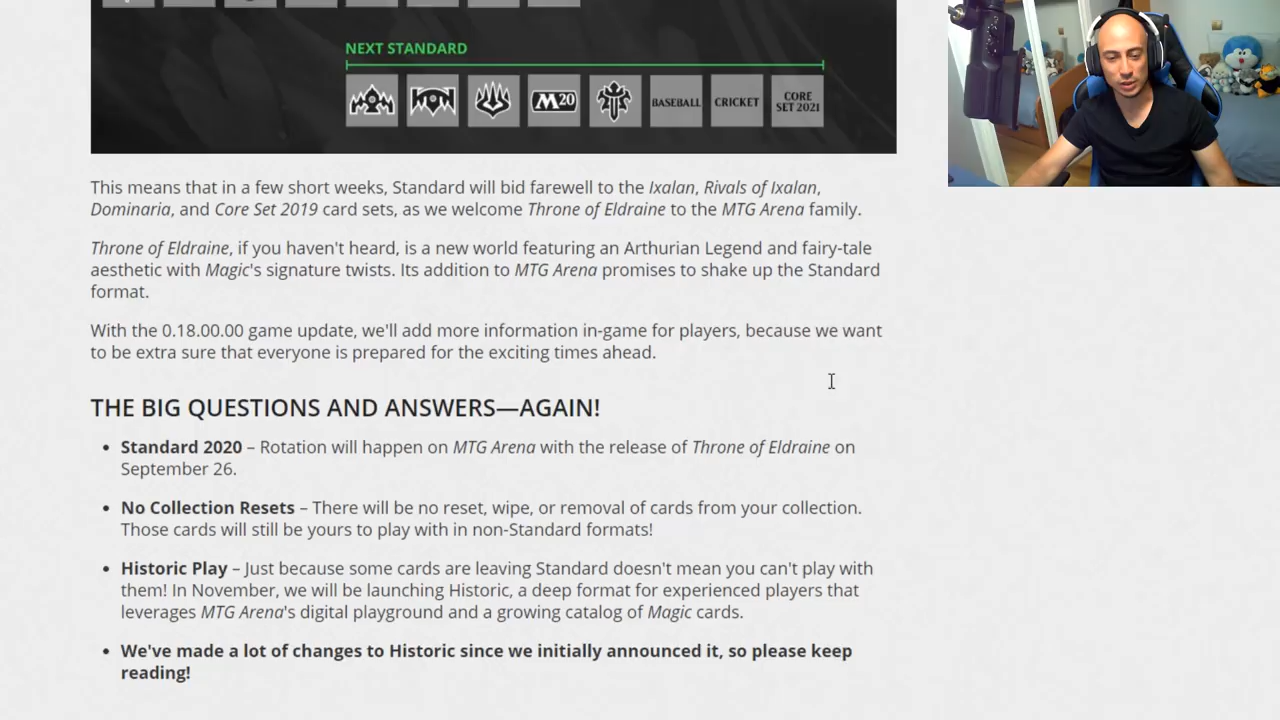 NEXT STANDARD
M20
BASEBALL
CRICKET
CORE
SET 2021
This means that in a few short weeks, Standard will bid farewell to the Ixalan, Rivals of Ixalan,
Dominaria, and Core Set 2019 card sets, as we welcome Throne of Eldraine to the MTG Arena family.
Throne of Eldraine, if you haven't heard, is a new world featuring an Arthurian Legend and fairy-tale
aesthetic with Magic's signature twists. Its addition to MTG Arena promises to shake up the Standard
format.
With the 0.18.00.00 game update, we'll add more information in-game for players, because we want
to be extra sure that everyone is prepared for the exciting times ahead.
THE BIG QUESTIONS AND ANSWERS—AGAIN!
• Standard 2020 – Rotation will happen on MTG Arena with the release of Throne of Eldraine on
September 26.
• No Collection Resets – There will be no reset, wipe, or removal of cards from your collection.
Those cards will still be yours to play with in non-Standard formats!
• Historic Play – Just because some cards are leaving Standard doesn't mean you can't play with
them! In November, we will be launching Historic, a deep format for experienced players that
leverages MTG Arena's digital playground and a growing catalog of Magic cards.
• We've made a lot of changes to Historic since we initially announced it, so please keep
reading!